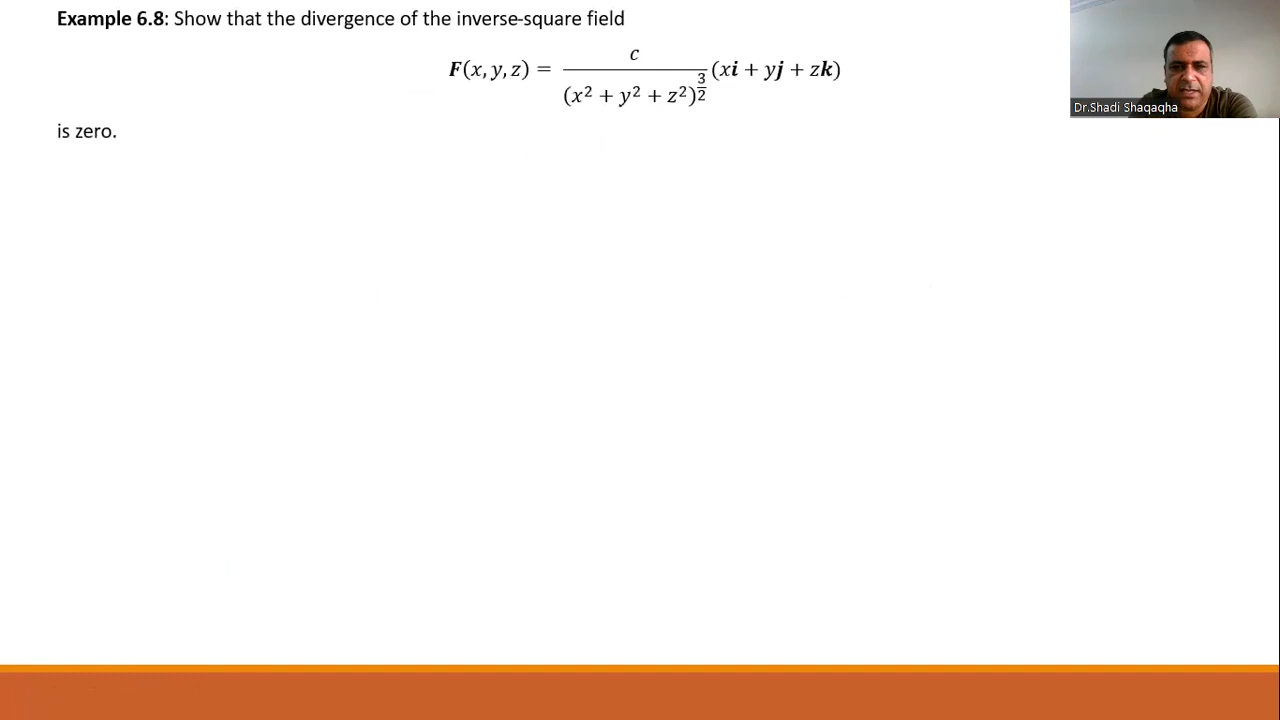 Example 6.8: Show that the divergence of the inverse-square field
F(x, y, z) = c / (x² + y² + z²)^(3/2) (xi + yj + zk)
is zero.
Dr.Shadi Shaqaqha